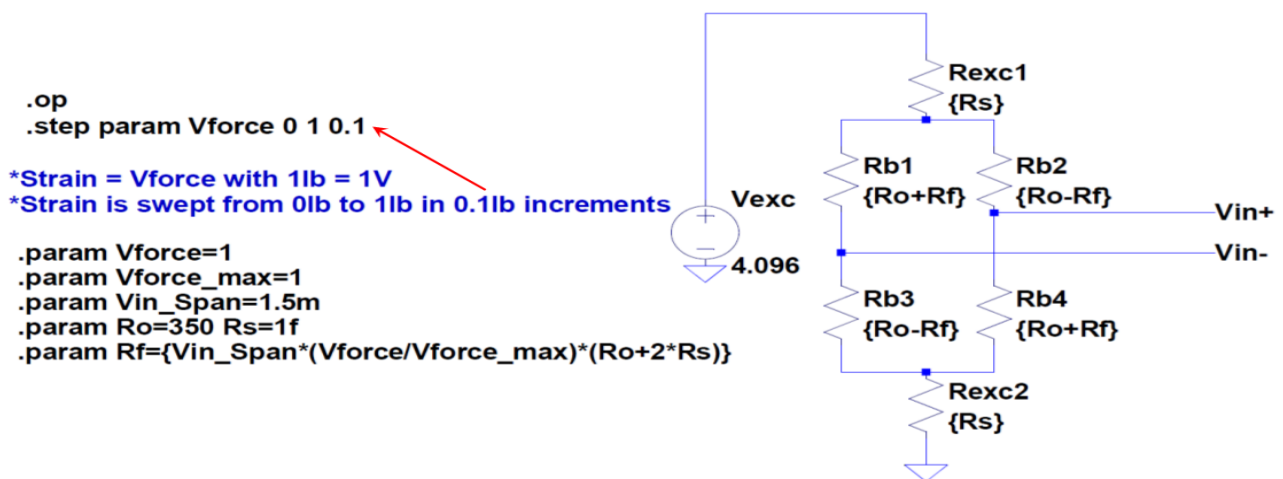 .op
.step param Vforce 0 1 0.1
*Strain = Vforce with 1lb = 1V
*Strain is swept from 0lb to 1lb in 0.1lb increments
.param Vforce=1
.param Vforce_max=1
.param Vin_Span=1.5m
.param Ro=350 Rs=1f
.param Rf={Vin_Span*(Vforce/Vforce_max)*(Ro+2*Rs)}
Vexc
4.096
Rexc1
{Rs}
Rb1
{Ro+Rf}
Rb2
{Ro-Rf}
Vin+
Vin-
Rb3
{Ro-Rf}
Rb4
{Ro+Rf}
Rexc2
{Rs}